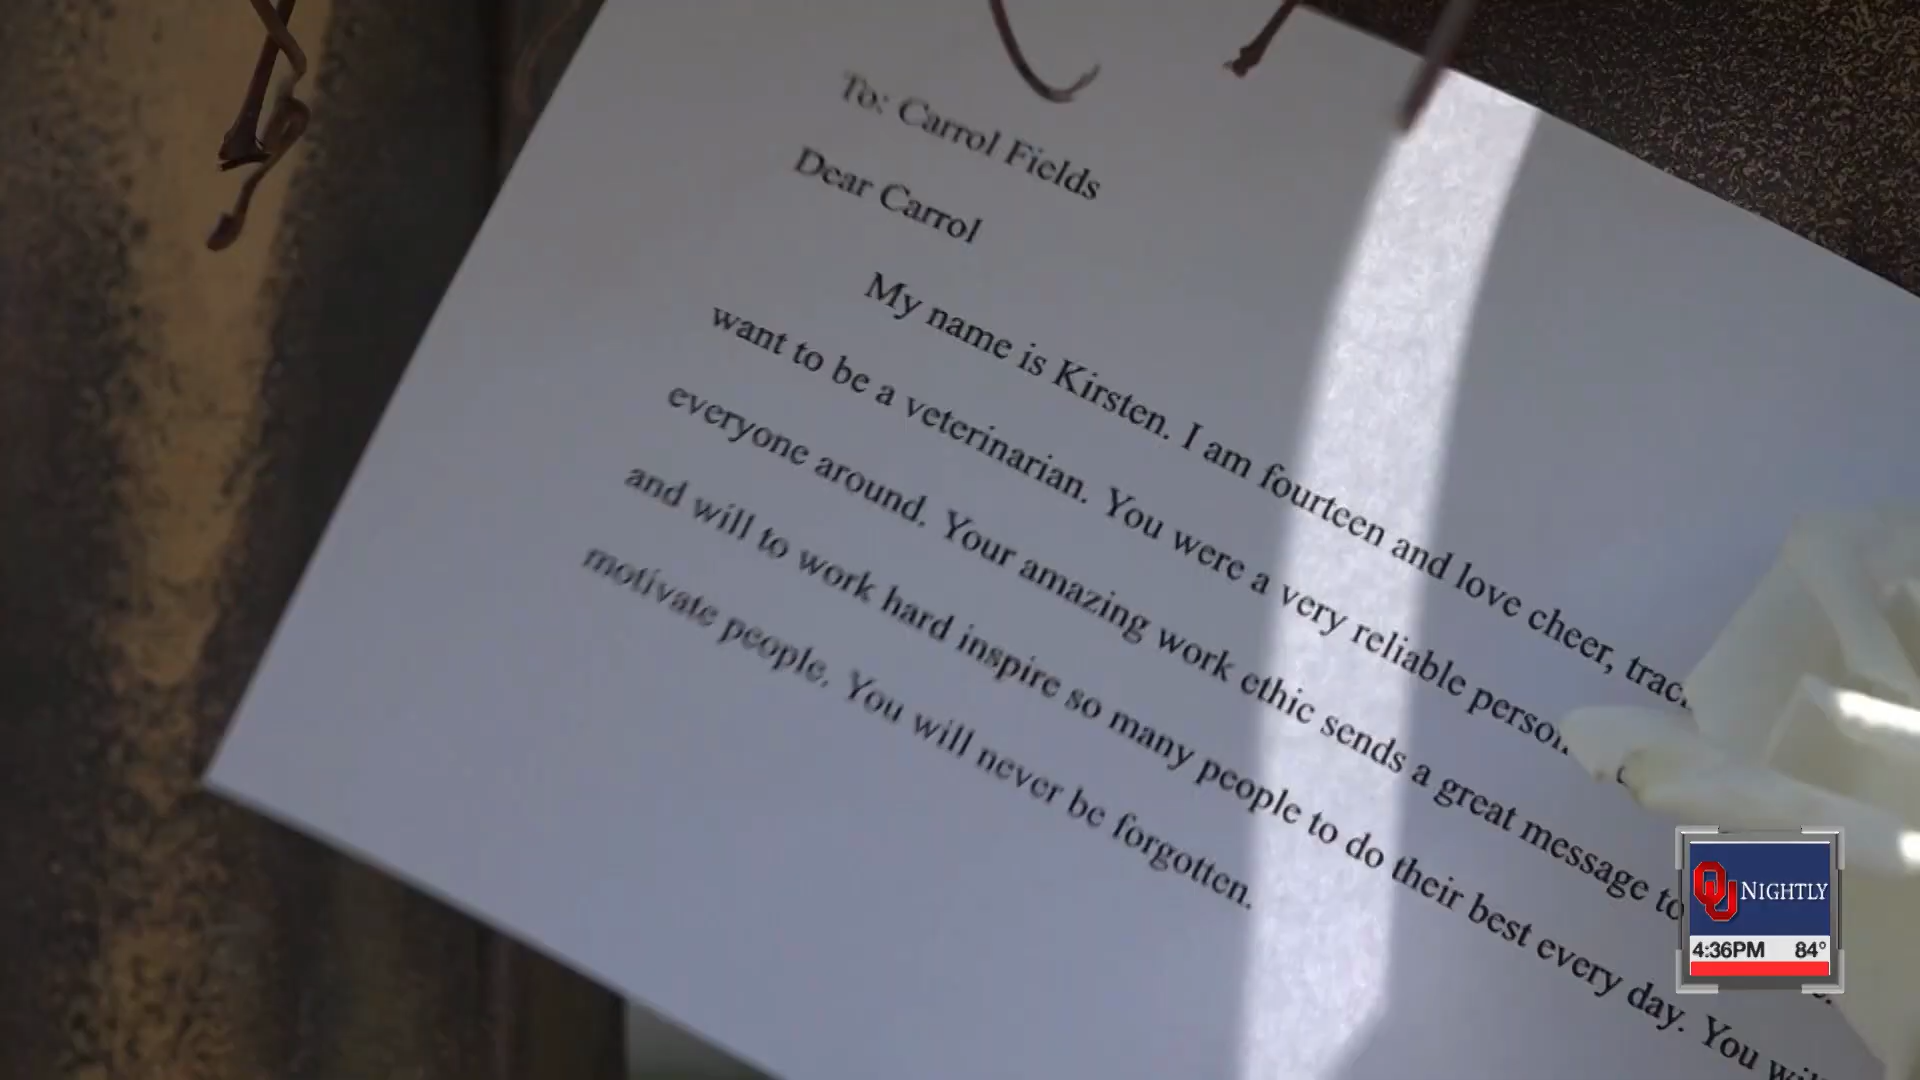 To: Carrol Fields
Dear Carrol
My name is Kirsten. I am fourteen and love cheer,
want to be a veterinarian. You were a very reliable person
everyone around. Your amazing work ethic sends a great message to
and will to work hard inspire so many people to do their best every day. You
motivate people. You will never be forgotten.
OU NIGHTLY
4:36PM 84°